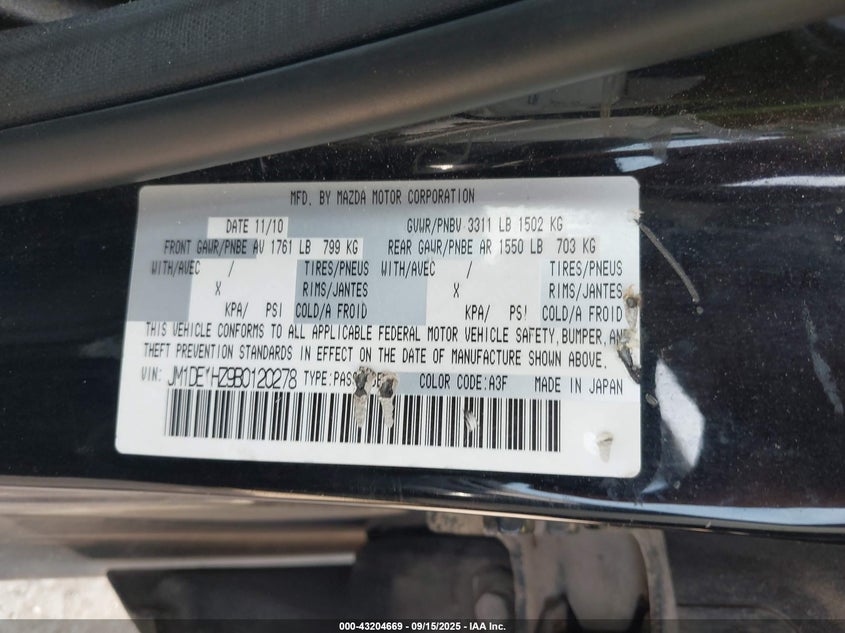 MFD. BY MAZDA MOTOR CORPORATION
DATE 11/10 GVWR/PNBV 3311 LB 1502 KG
FRONT GAWR/PNBE AV 1761 LB 799 KG REAR GAWR/PNBE AR 1550 LB 703 KG
WITH/AVEC / TIRES/PNEUS WITH/AVEC / TIRES/PNEUS
X RIMS/JANTES X RIMS/JANTES
KPA/ PSI COLD/A FROID KPA/ PSI COLD/A FROID
THIS VEHICLE CONFORMS TO ALL APPLICABLE FEDERAL MOTOR VEHICLE SAFETY, BUMPER, AND
THEFT PREVENTION STANDARDS IN EFFECT ON THE DATE OF MANUFACTURE SHOWN ABOVE.
VIN: JM1DE1HZ9B0120278 TYPE: COLOR CODE:A3F MADE IN JAPAN
000-43204669 - 09/15/2025 - IAA Inc.